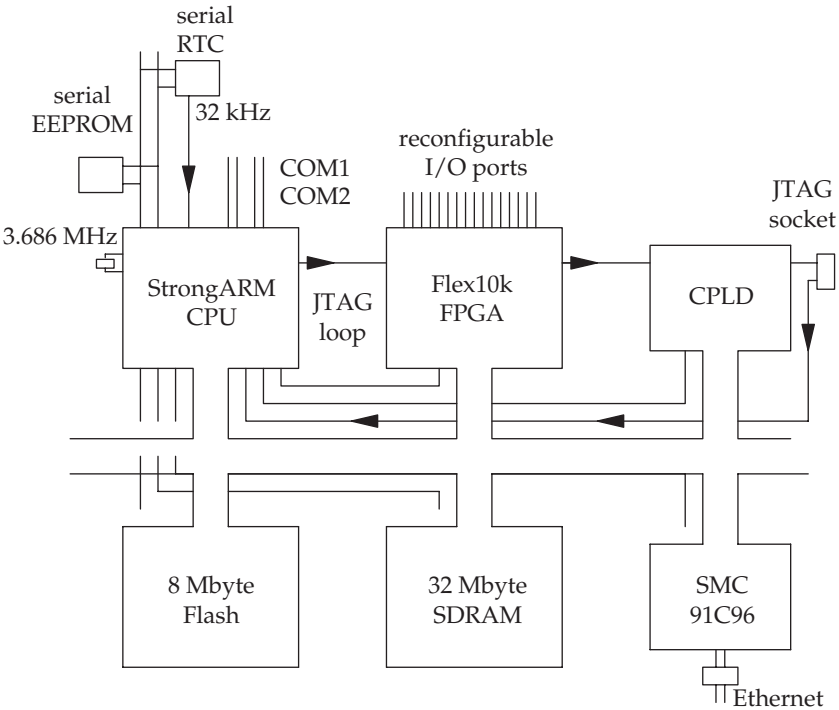 serial
RTC
serial
EEPROM
32 kHz
COM1
COM2
reconfigurable
I/O ports
JTAG
socket
3.686 MHz
StrongARM
CPU
JTAG
loop
Flex10k
FPGA
CPLD
8 Mbyte
Flash
32 Mbyte
SDRAM
SMC
91C96
Ethernet